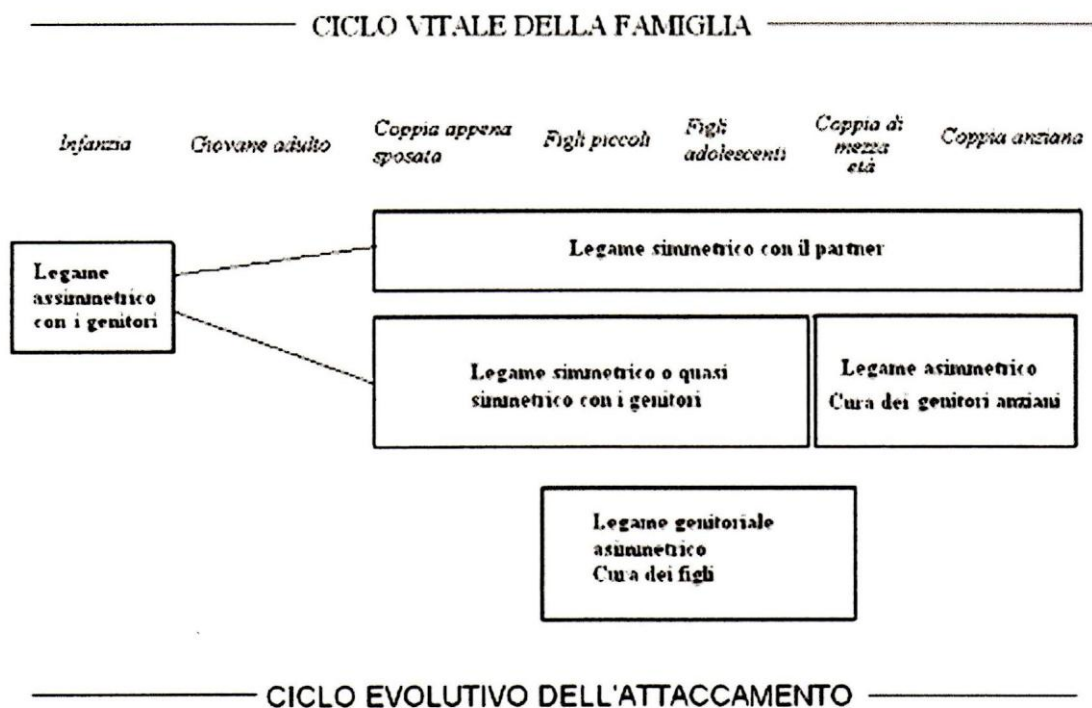 CICLO VITALE DELLA FAMIGLIA
Infanzia
Giovane adulto
Coppia appena
sposata
Figli piccoli
Figli
adolescenti
Coppia di
mezza
età
Coppia anziana
Legame simmetrico con il partner
Legame
assimmetrico
con i genitori
Legame simmetrico o quasi
simmetrico con i genitori
Legame asimmetrico
Cura dei genitori anziani
Legame genitoriale
asimmetrico
Cura dei figli
CICLO EVOLUTIVO DELL'ATTACCAMENTO